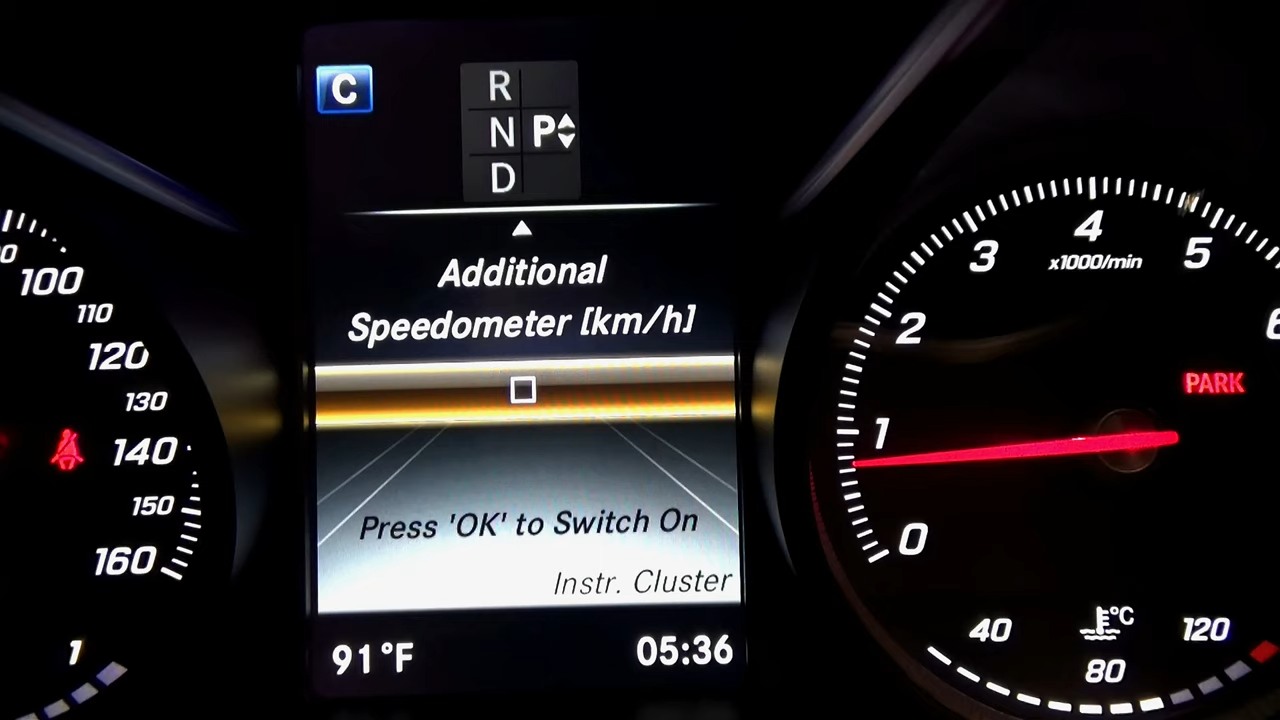 C
R
N P
D
Additional
Speedometer [km/h]
Press 'OK' to Switch On
Instr. Cluster
91°F 05:36
100
110
120
130
140
150
160
1
0
1
2
3
4
5
x1000/min
PARK
°C
40
80
120